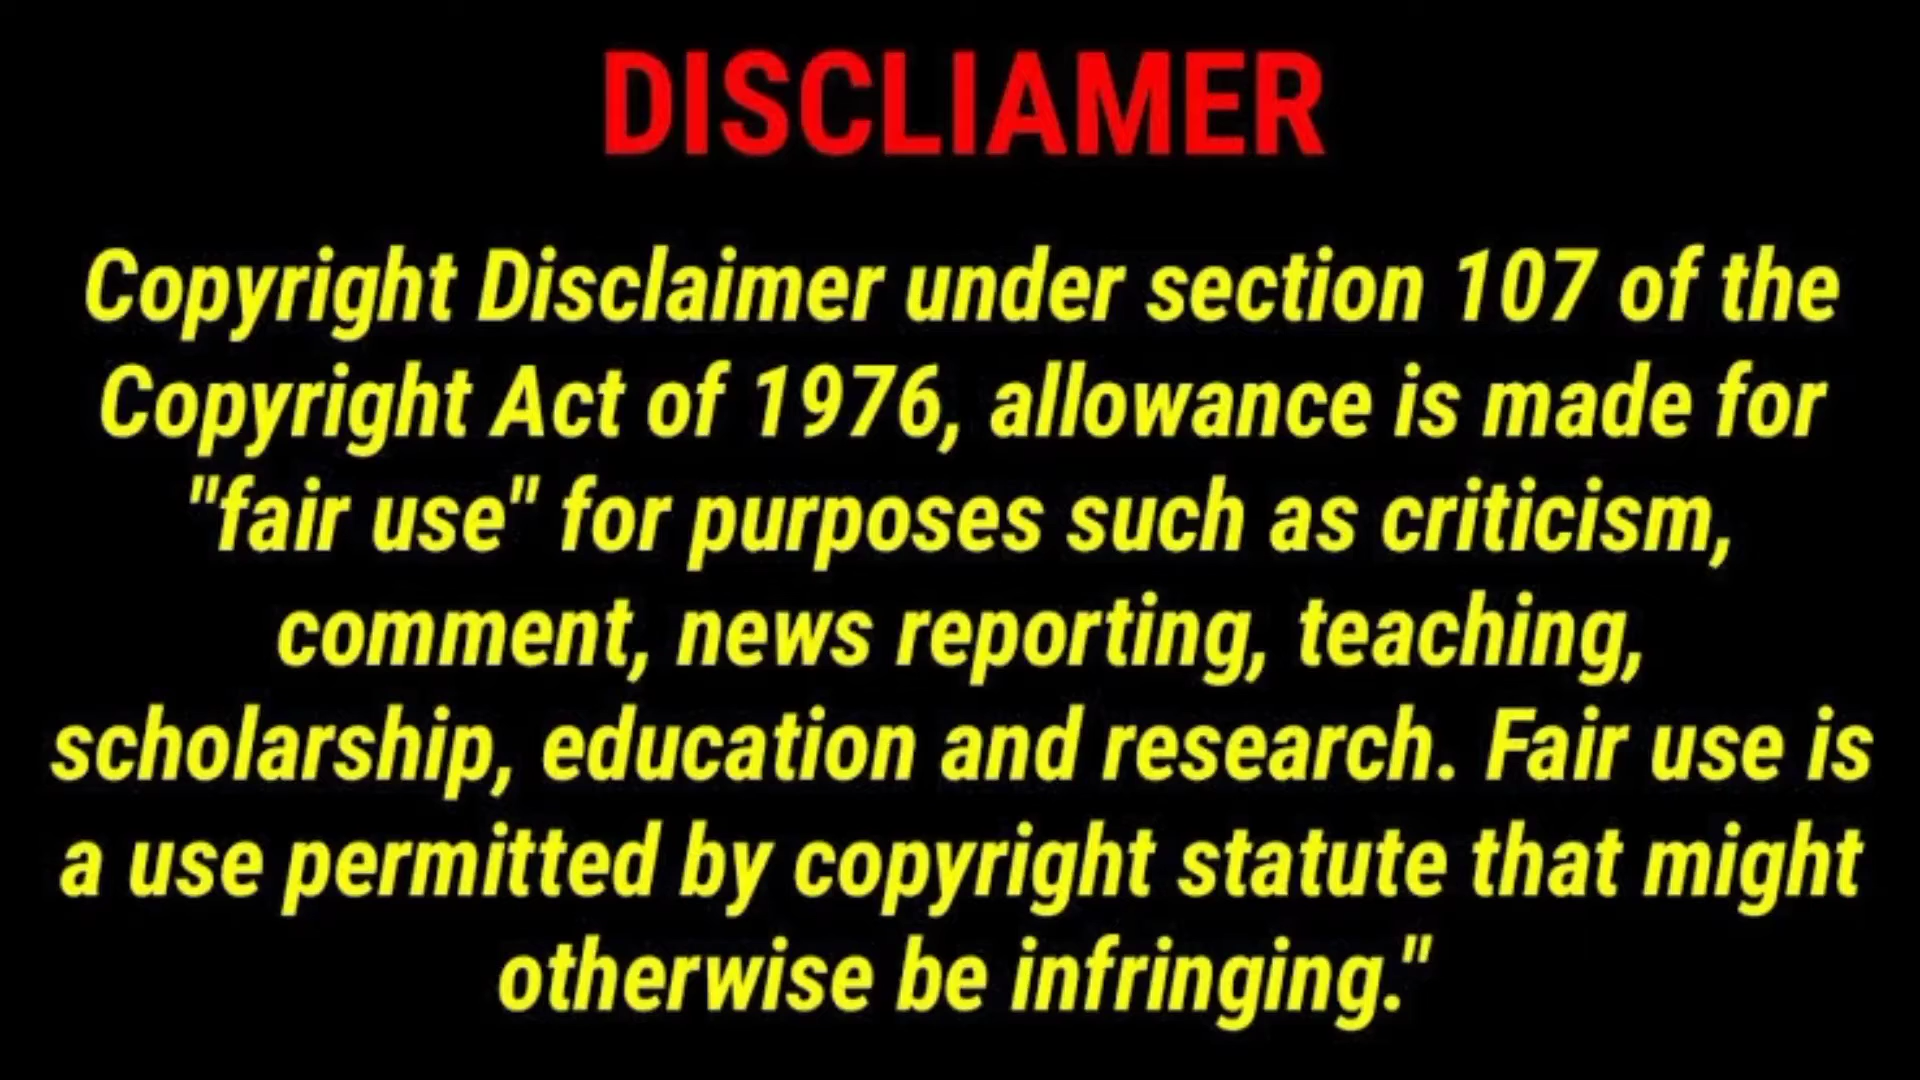 DISCLIAMER
Copyright Disclaimer under section 107 of the
Copyright Act of 1976, allowance is made for
"fair use" for purposes such as criticism,
comment, news reporting, teaching,
scholarship, education and research. Fair use is
a use permitted by copyright statute that might
otherwise be infringing."